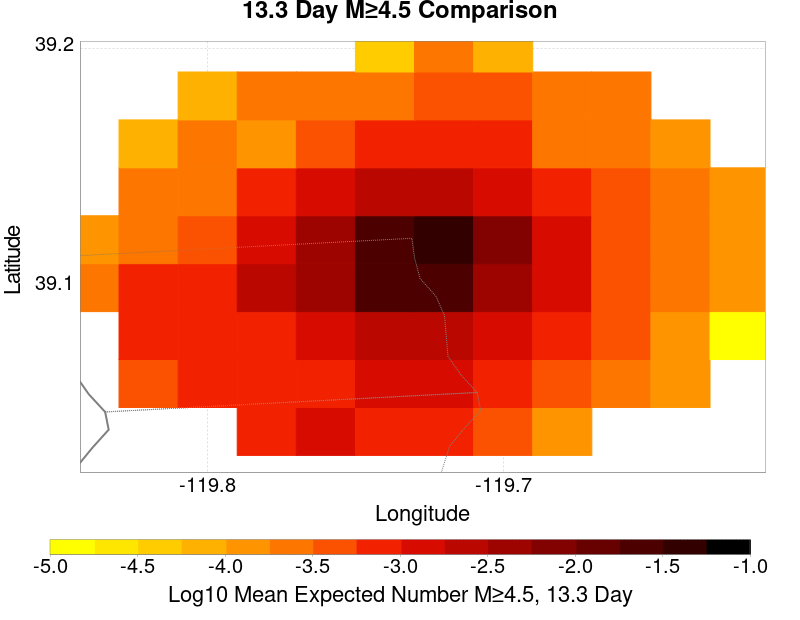 13.3 Day M≥4.5 Comparison
39.2
39.1
Latitude
-119.8 -119.7
Longitude
-5.0 -4.5 -4.0 -3.5 -3.0 -2.5 -2.0 -1.5 -1.0
Log10 Mean Expected Number M≥4.5, 13.3 Day